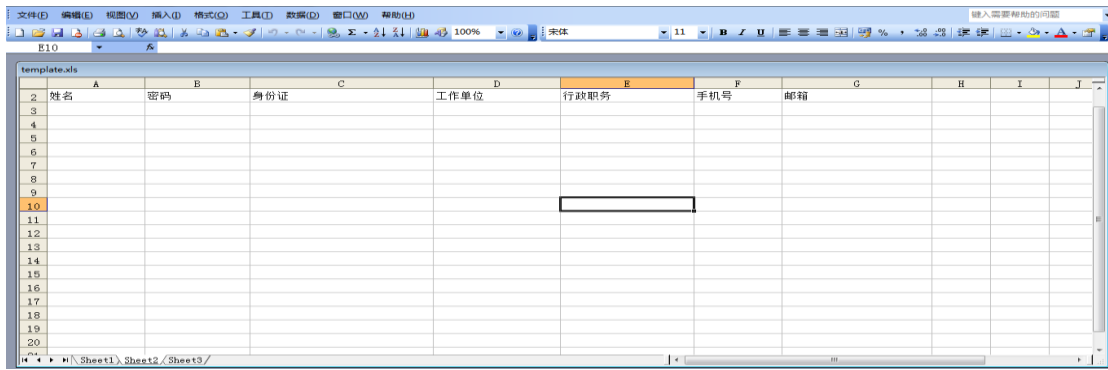 文件(F) 编辑(E) 视图(V) 插入(I) 格式(O) 工具(T) 数据(D) 窗口(W) 帮助(H) 键入需要帮助的问题
100% 宋体 11 B I U % ,
E10 fx
template.xls
A B C D E F G H I J
2 姓名 密码 身份证 工作单位 行政职务 手机号 邮箱
3
4
5
6
7
8
9
10
11
12
13
14
15
16
17
18
19
20
Sheet1 Sheet2 Sheet3